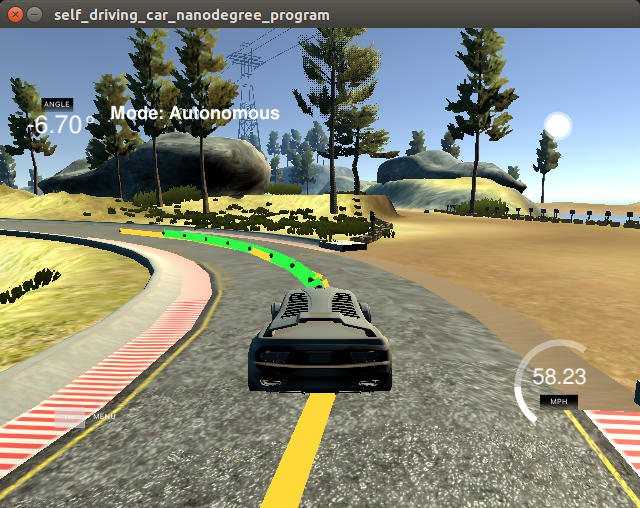 self_driving_car_nanodegree_program
ANGLE
-6.70°
Mode: Autonomous
58.23
MPH
MENU